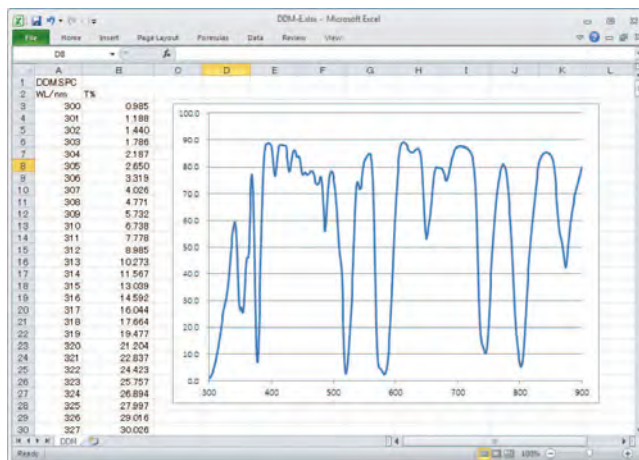 DDM-E.xlsx - Microsoft Excel
File Home Insert Page Layout Formulas Data Review View
D8 fx
A B C D E F G H I J K L
1 DDM.SPC
2 WL/nm T%
3 300 0.985
4 301 1.188
5 302 1.440
6 303 1.786
7 304 2.187
8 305 2.650
9 306 3.319
10 307 4.026
11 308 4.771
12 309 5.732
13 310 6.738
14 311 7.778
15 312 8.985
16 313 10.273
17 314 11.567
18 315 13.039
19 316 14.592
20 317 16.044
21 318 17.664
22 319 19.477
23 320 21.204
24 321 22.837
25 322 24.423
26 323 25.757
27 324 26.894
28 325 27.997
29 326 29.016
30 327 30.026
100.0
90.0
80.0
70.0
60.0
50.0
40.0
30.0
20.0
10.0
0.0
300 400 500 600 700 800 900
DDM
Ready 100%